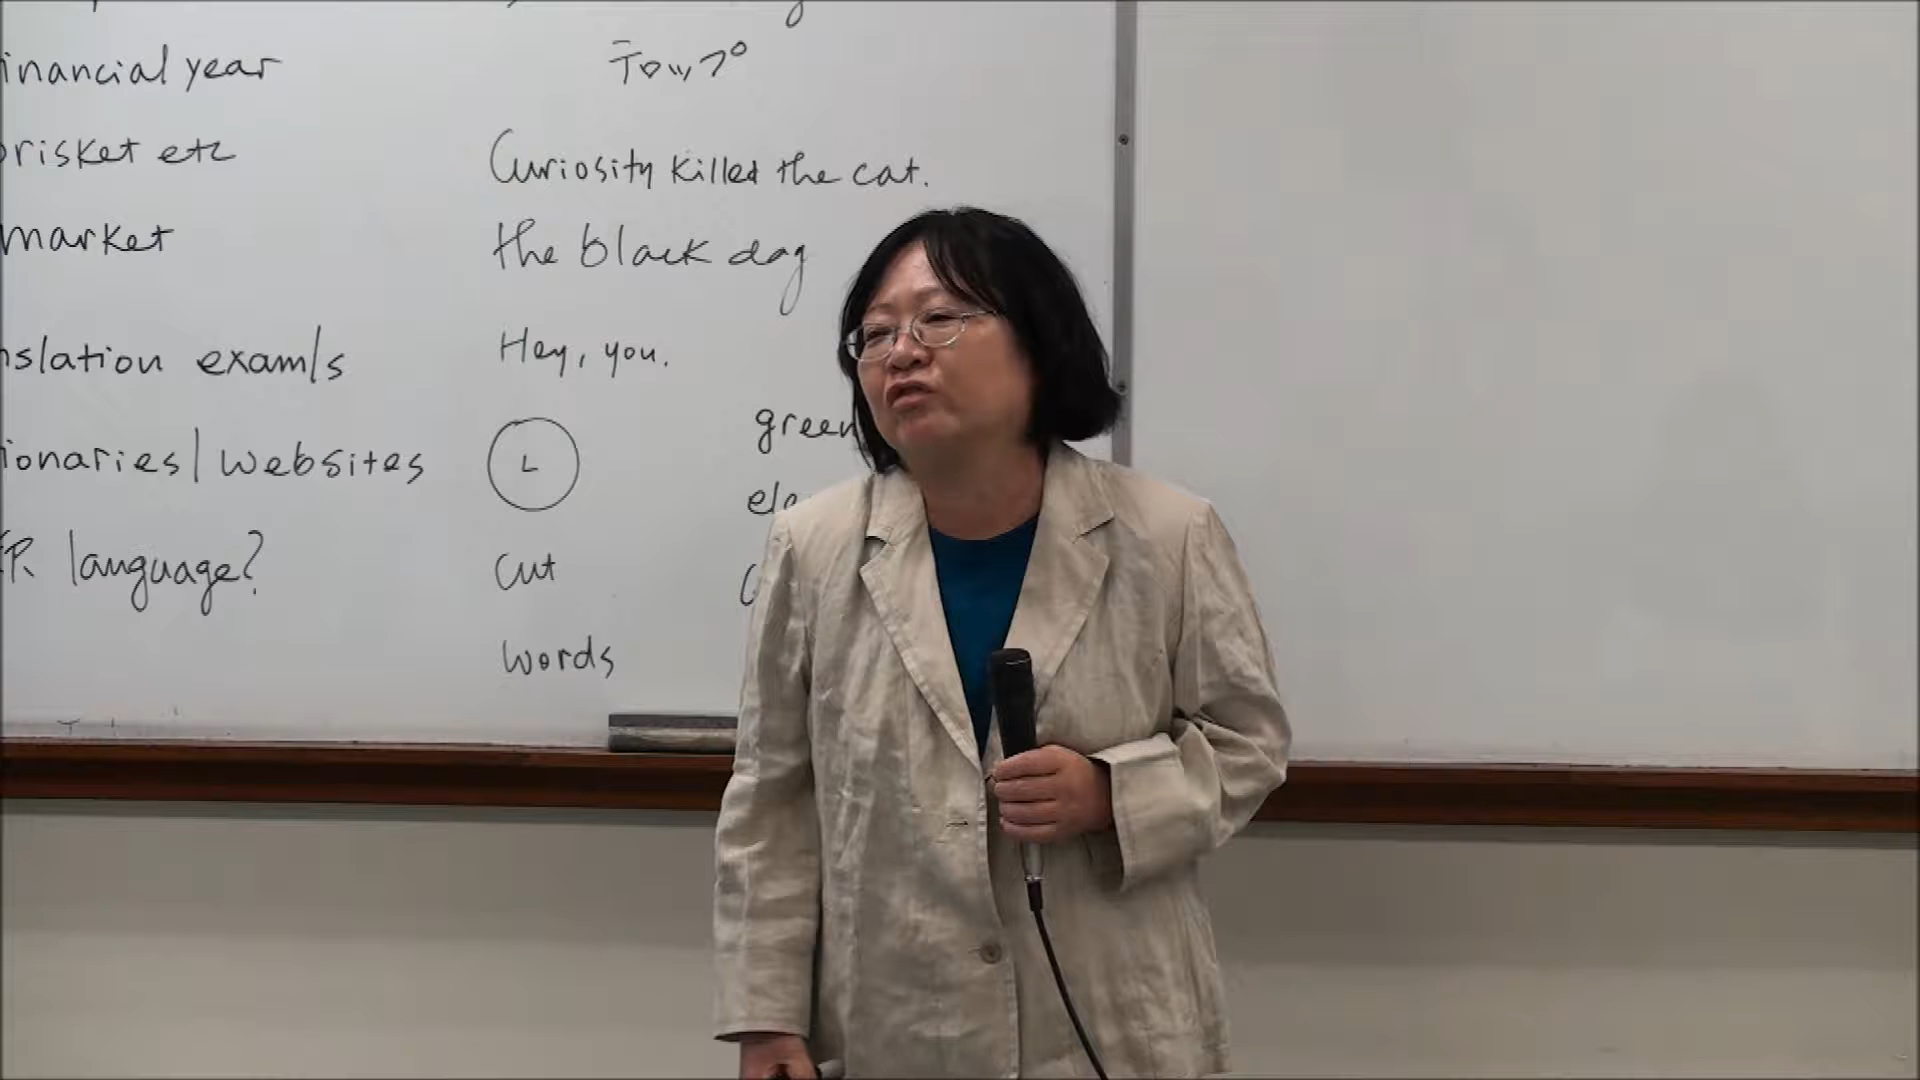 inancial year
テロップ
risket etc
Curiosity killed the cat.
market
the black dog
nslation exam/s
Hey, you.
ionaries/websites
L
green
R language?
cut
words